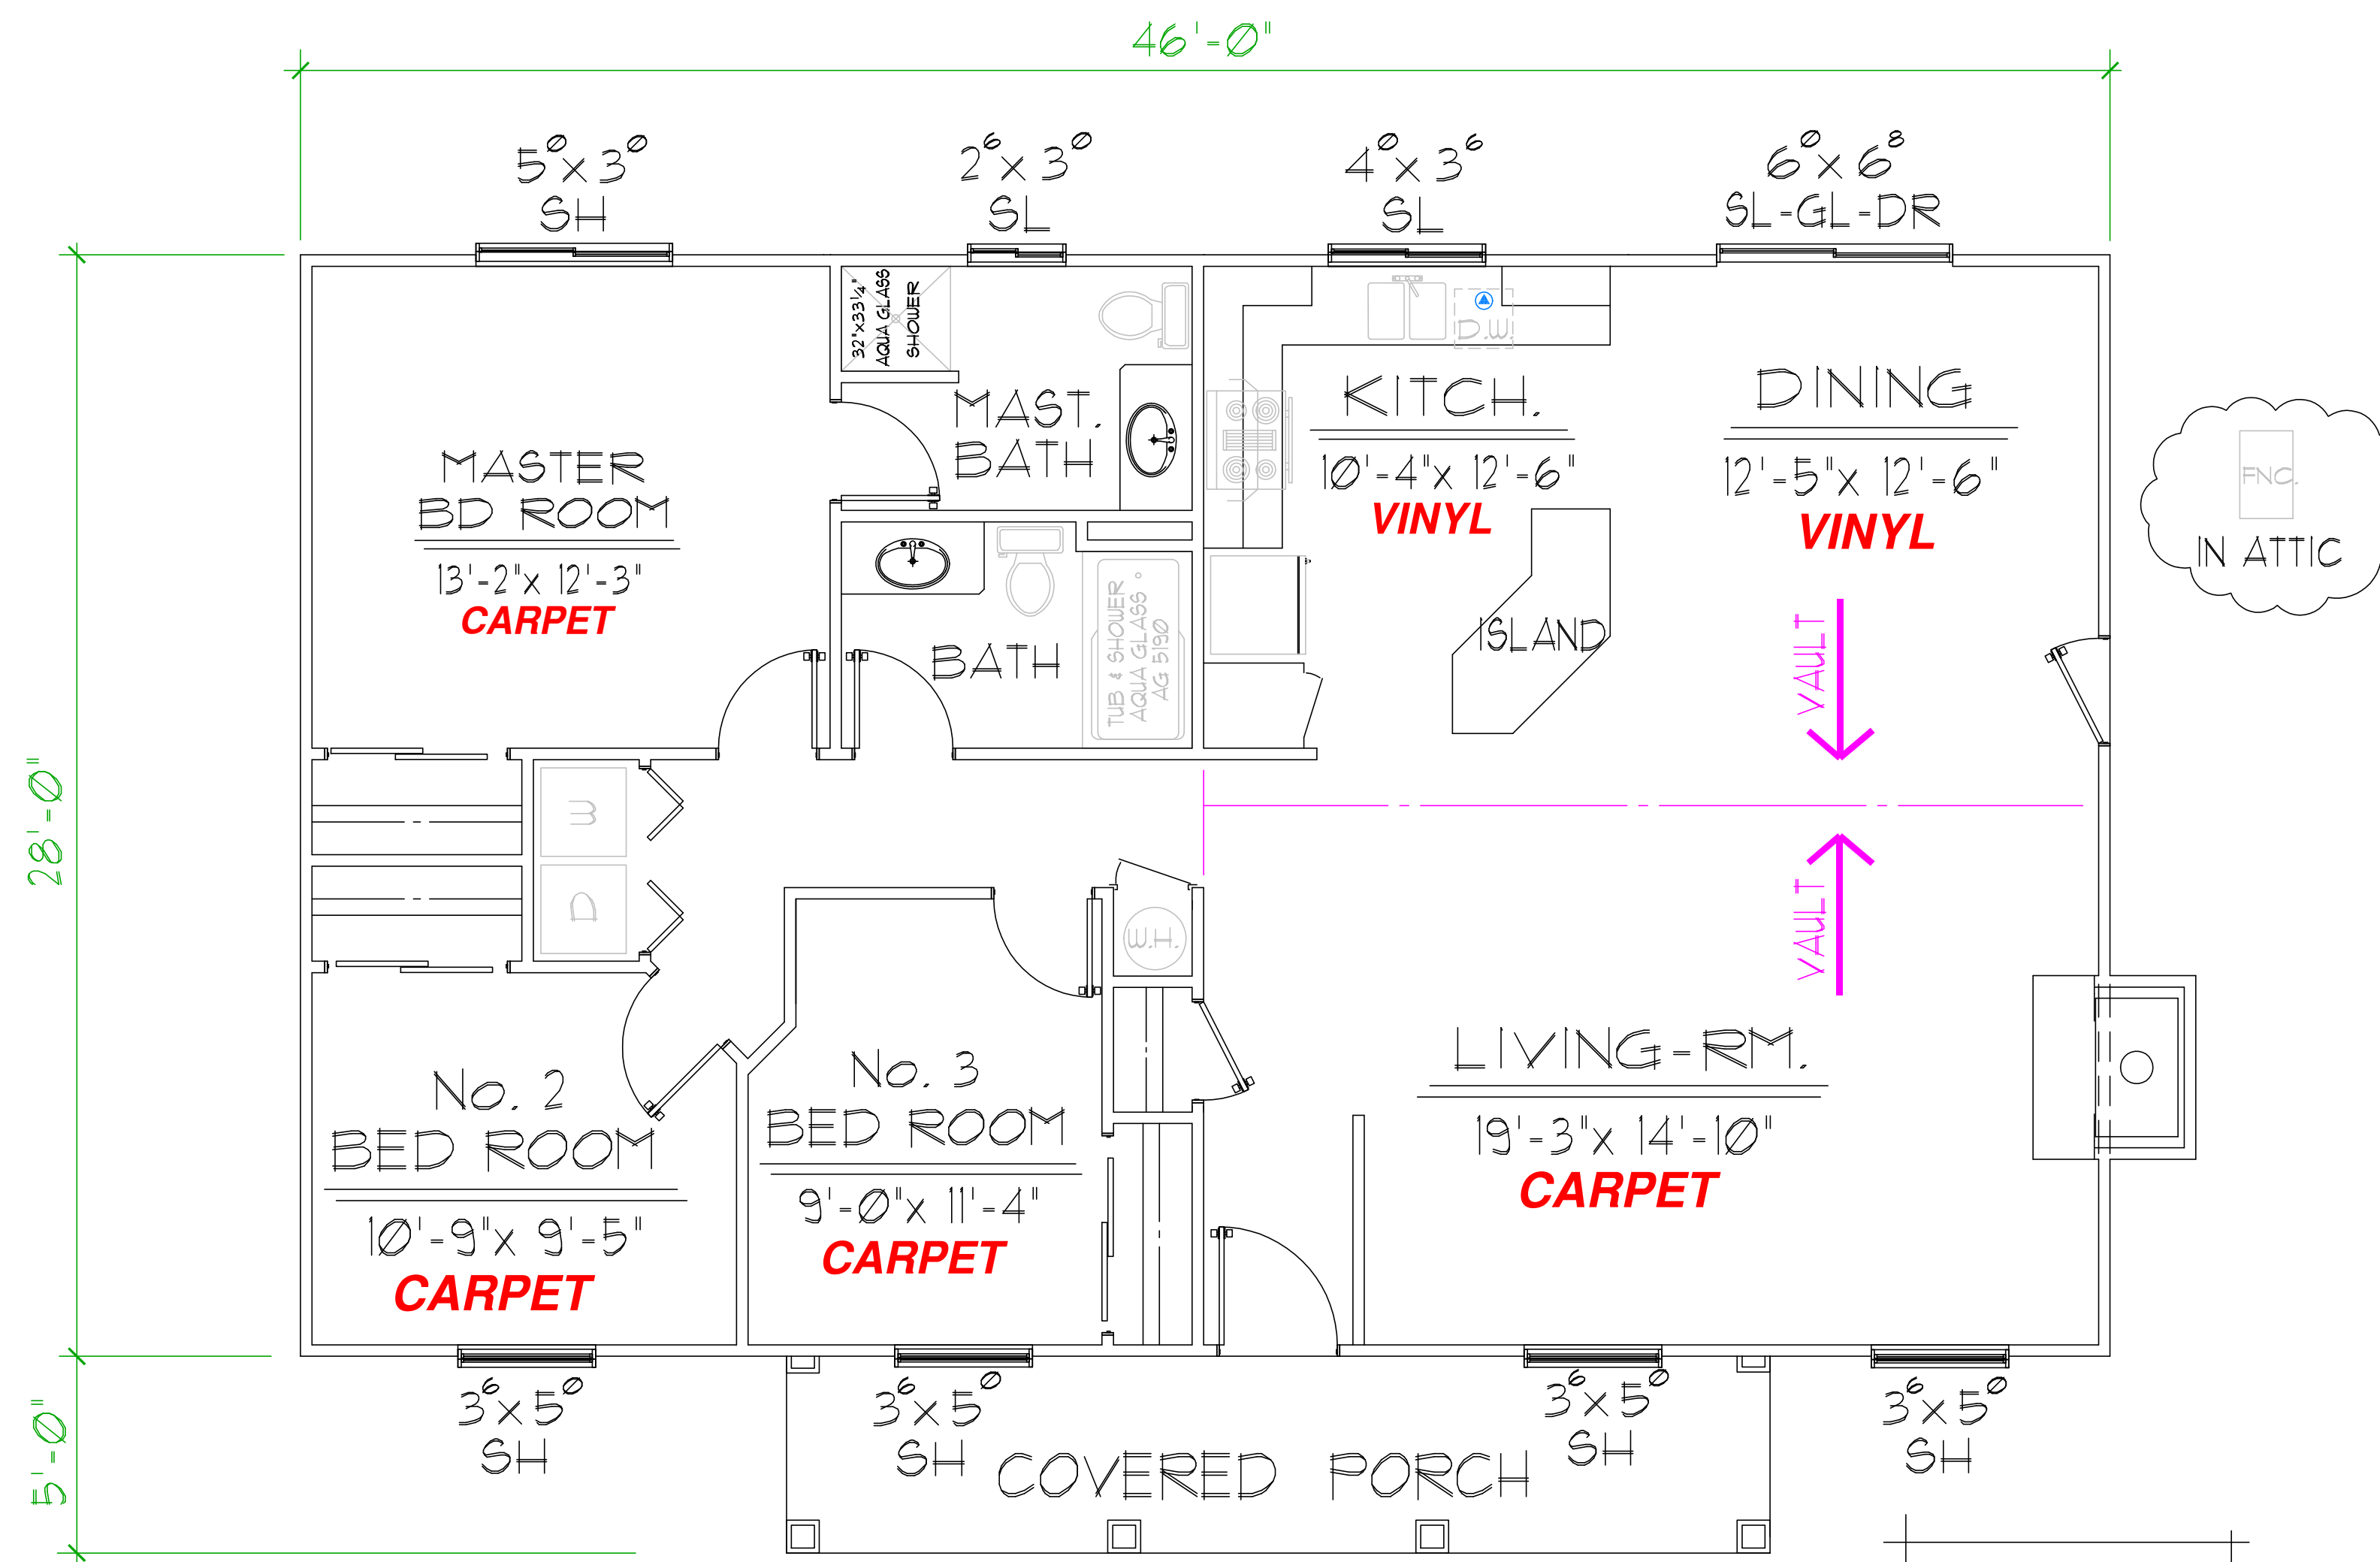 46'-0"
5⁰x3⁰
SH
2⁶x3⁰
SL
4⁰x3⁶
SL
6⁰x6⁸
SL-GL-DR
32"x33¼"
AQUA GLASS
SHOWER
D.W.
MAST.
BATH
KITCH.
10'-4"x 12'-6"
VINYL
DINING
12'-5"x 12'-6"
VINYL
FNC.
IN ATTIC
MASTER
BD ROOM
13'-2"x 12'-3"
CARPET
BATH
TUB & SHOWER
AQUA GLASS
AG 5190
ISLAND
VAULT
28'-0"
W
D
W.H.
VAULT
LIVING-RM.
19'-3"x 14'-10"
CARPET
No. 2
BED ROOM
10'-9"x 9'-5"
CARPET
No. 3
BED ROOM
9'-0"x 11'-4"
CARPET
3⁶x5⁰
SH
3⁶x5⁰
SH
3⁶x5⁰
SH
3⁶x5⁰
SH
5'-0"
COVERED PORCH